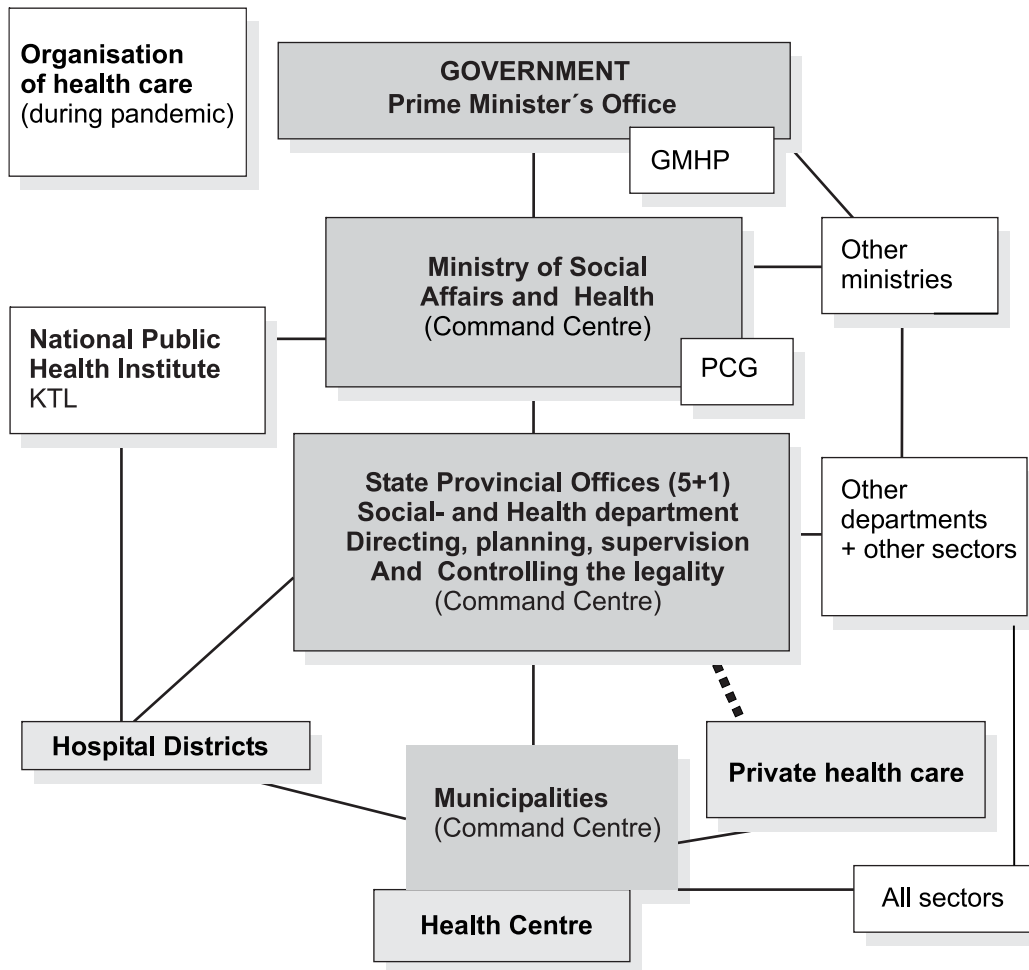 Organisation
of health care
(during pandemic)
GOVERNMENT
Prime Minister´s Office
GMHP
Ministry of Social
Affairs and Health
(Command Centre)
Other
ministries
National Public
Health Institute
KTL
PCG
State Provincial Offices (5+1)
Social- and Health department
Directing, planning, supervision
And Controlling the legality
(Command Centre)
Other
departments
+ other sectors
Hospital Districts
Private health care
Municipalities
(Command Centre)
All sectors
Health Centre